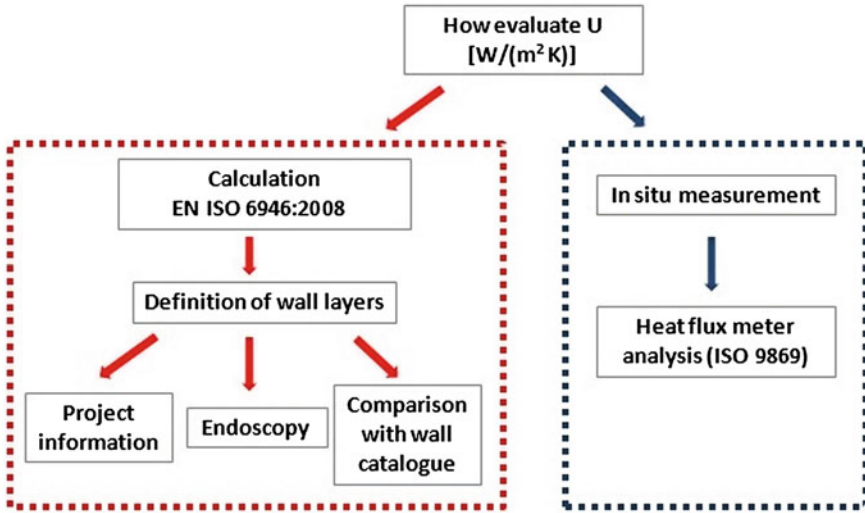 How evaluate U
[W/(m² K)]
Calculation
EN ISO 6946:2008
Definition of wall layers
Project
information
Endoscopy
Comparison
with wall
catalogue
In situ measurement
Heat flux meter
analysis (ISO 9869)